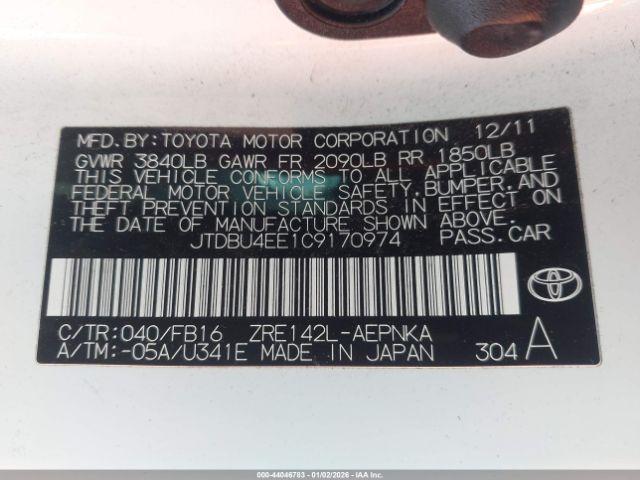 MFD.BY:TOYOTA MOTOR CORPORATION 12/11
GVWR 3840LB GAWR FR 2090LB RR 1850LB
THIS VEHICLE CONFORMS TO ALL APPLICABLE
FEDERAL MOTOR VEHICLE SAFETY,BUMPER,AND
THEFT PREVENTION STANDARDS IN EFFECT ON
THE DATE OF MANUFACTURE SHOWN ABOVE.
JTDBU4EE1C9170974 PASS.CAR
C/TR:040/FB16 ZRE142L-AEPNKA
A/TM:-05A/U341E MADE IN JAPAN 304 A
TOYOTA
000-44046783 - 01/02/2026 - IAAI.COM